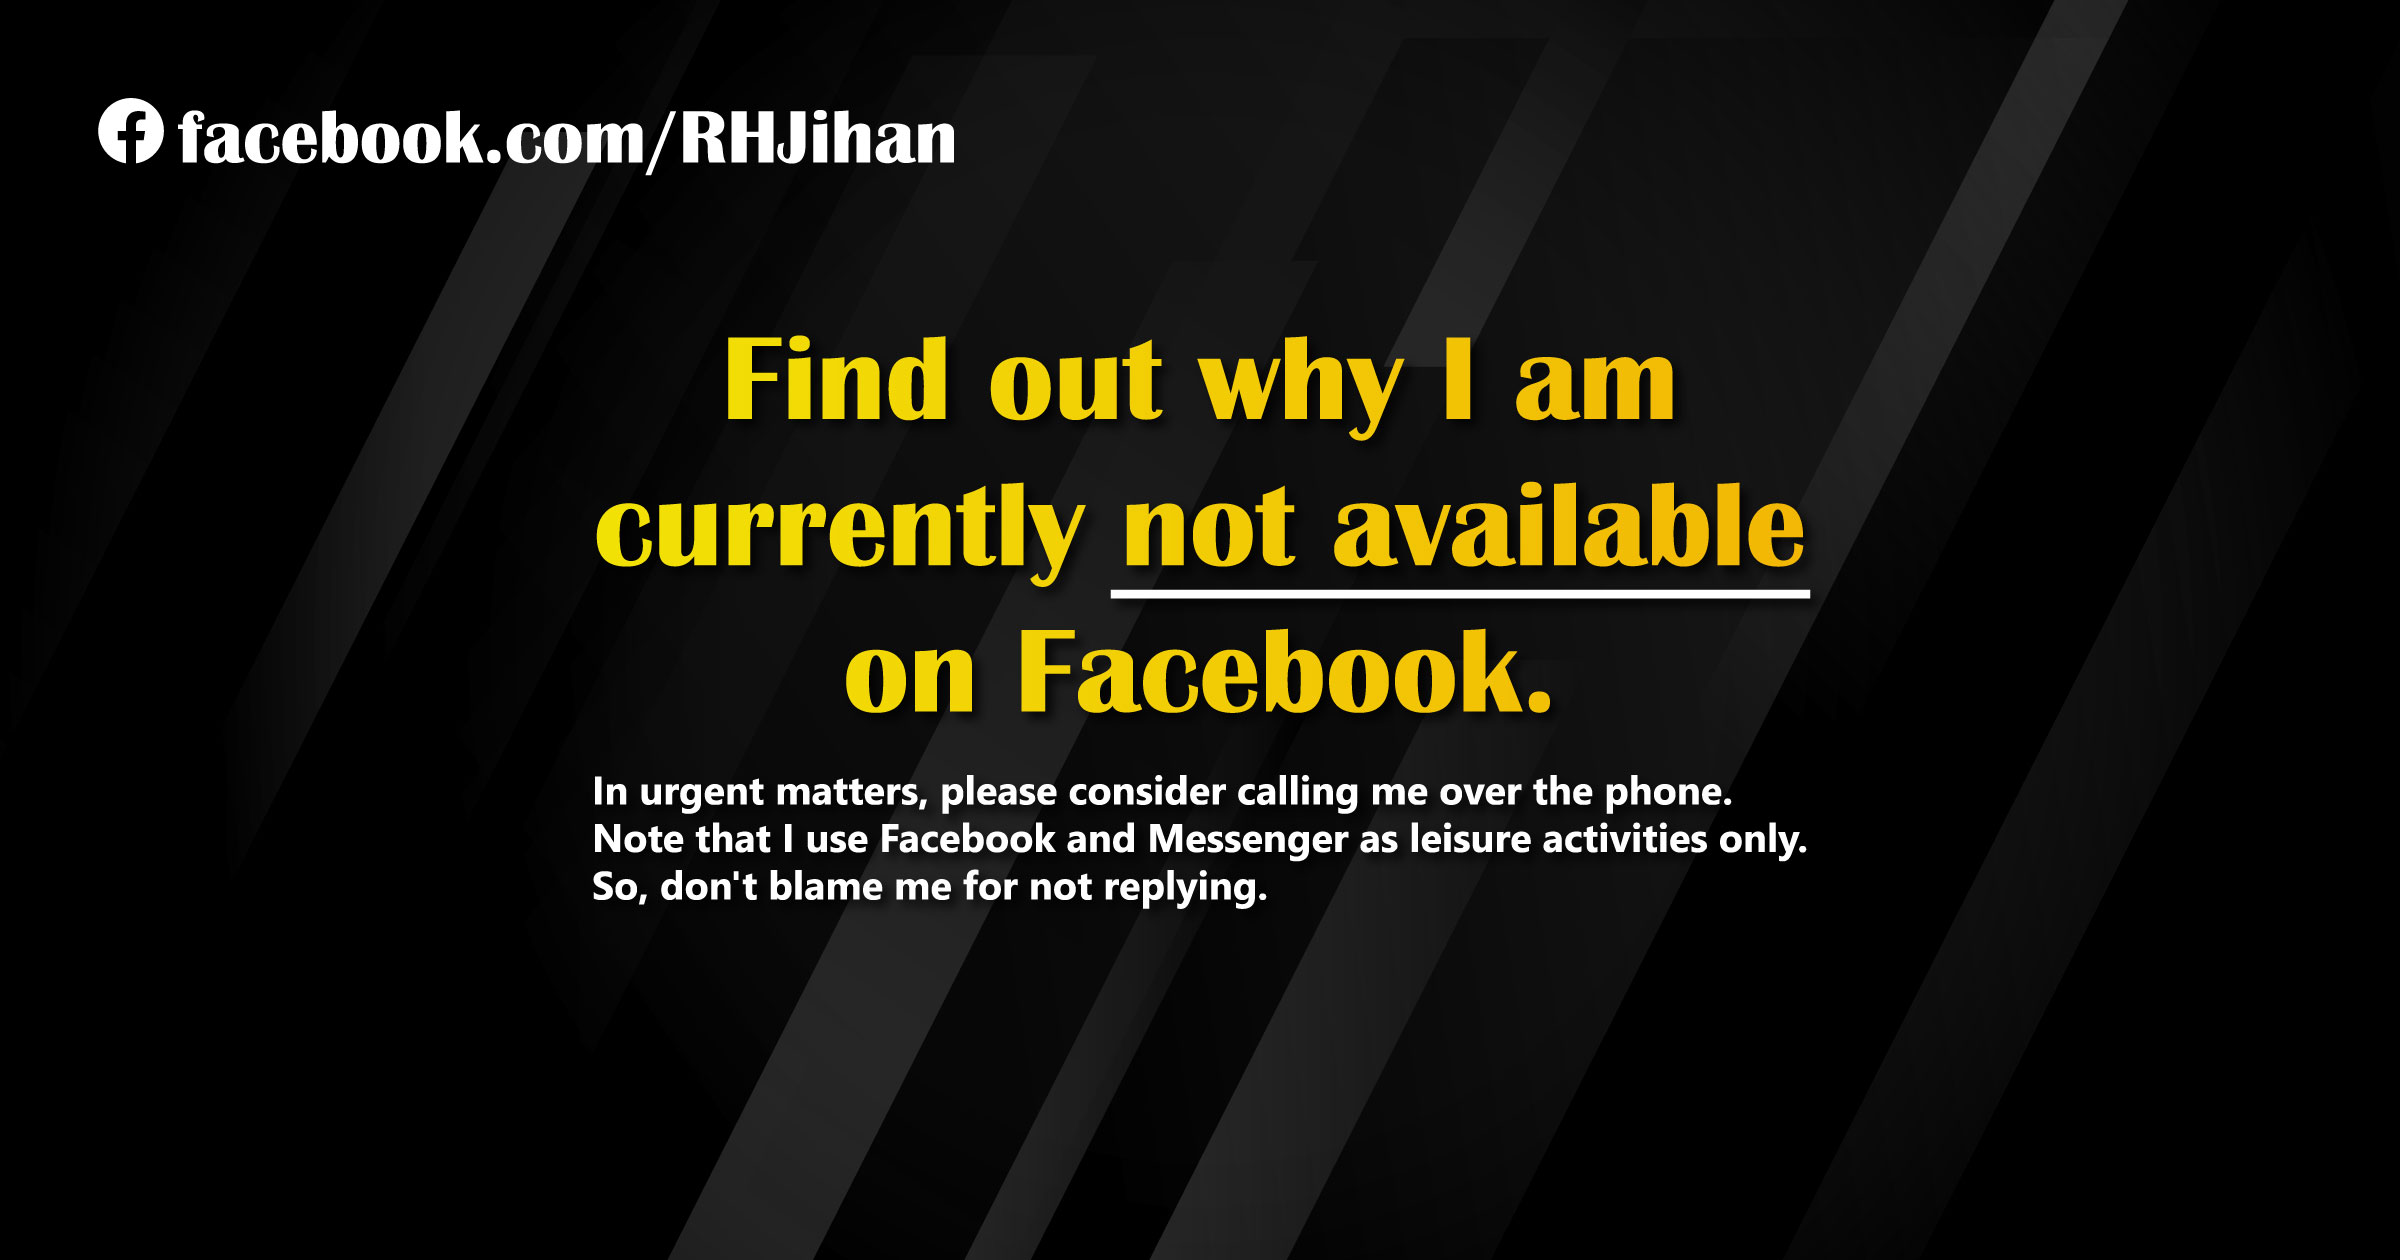 facebook.com/RHJihan
Find out why I am
currently not available
on Facebook.
In urgent matters, please consider calling me over the phone.
Note that I use Facebook and Messenger as leisure activities only.
So, don't blame me for not replying.